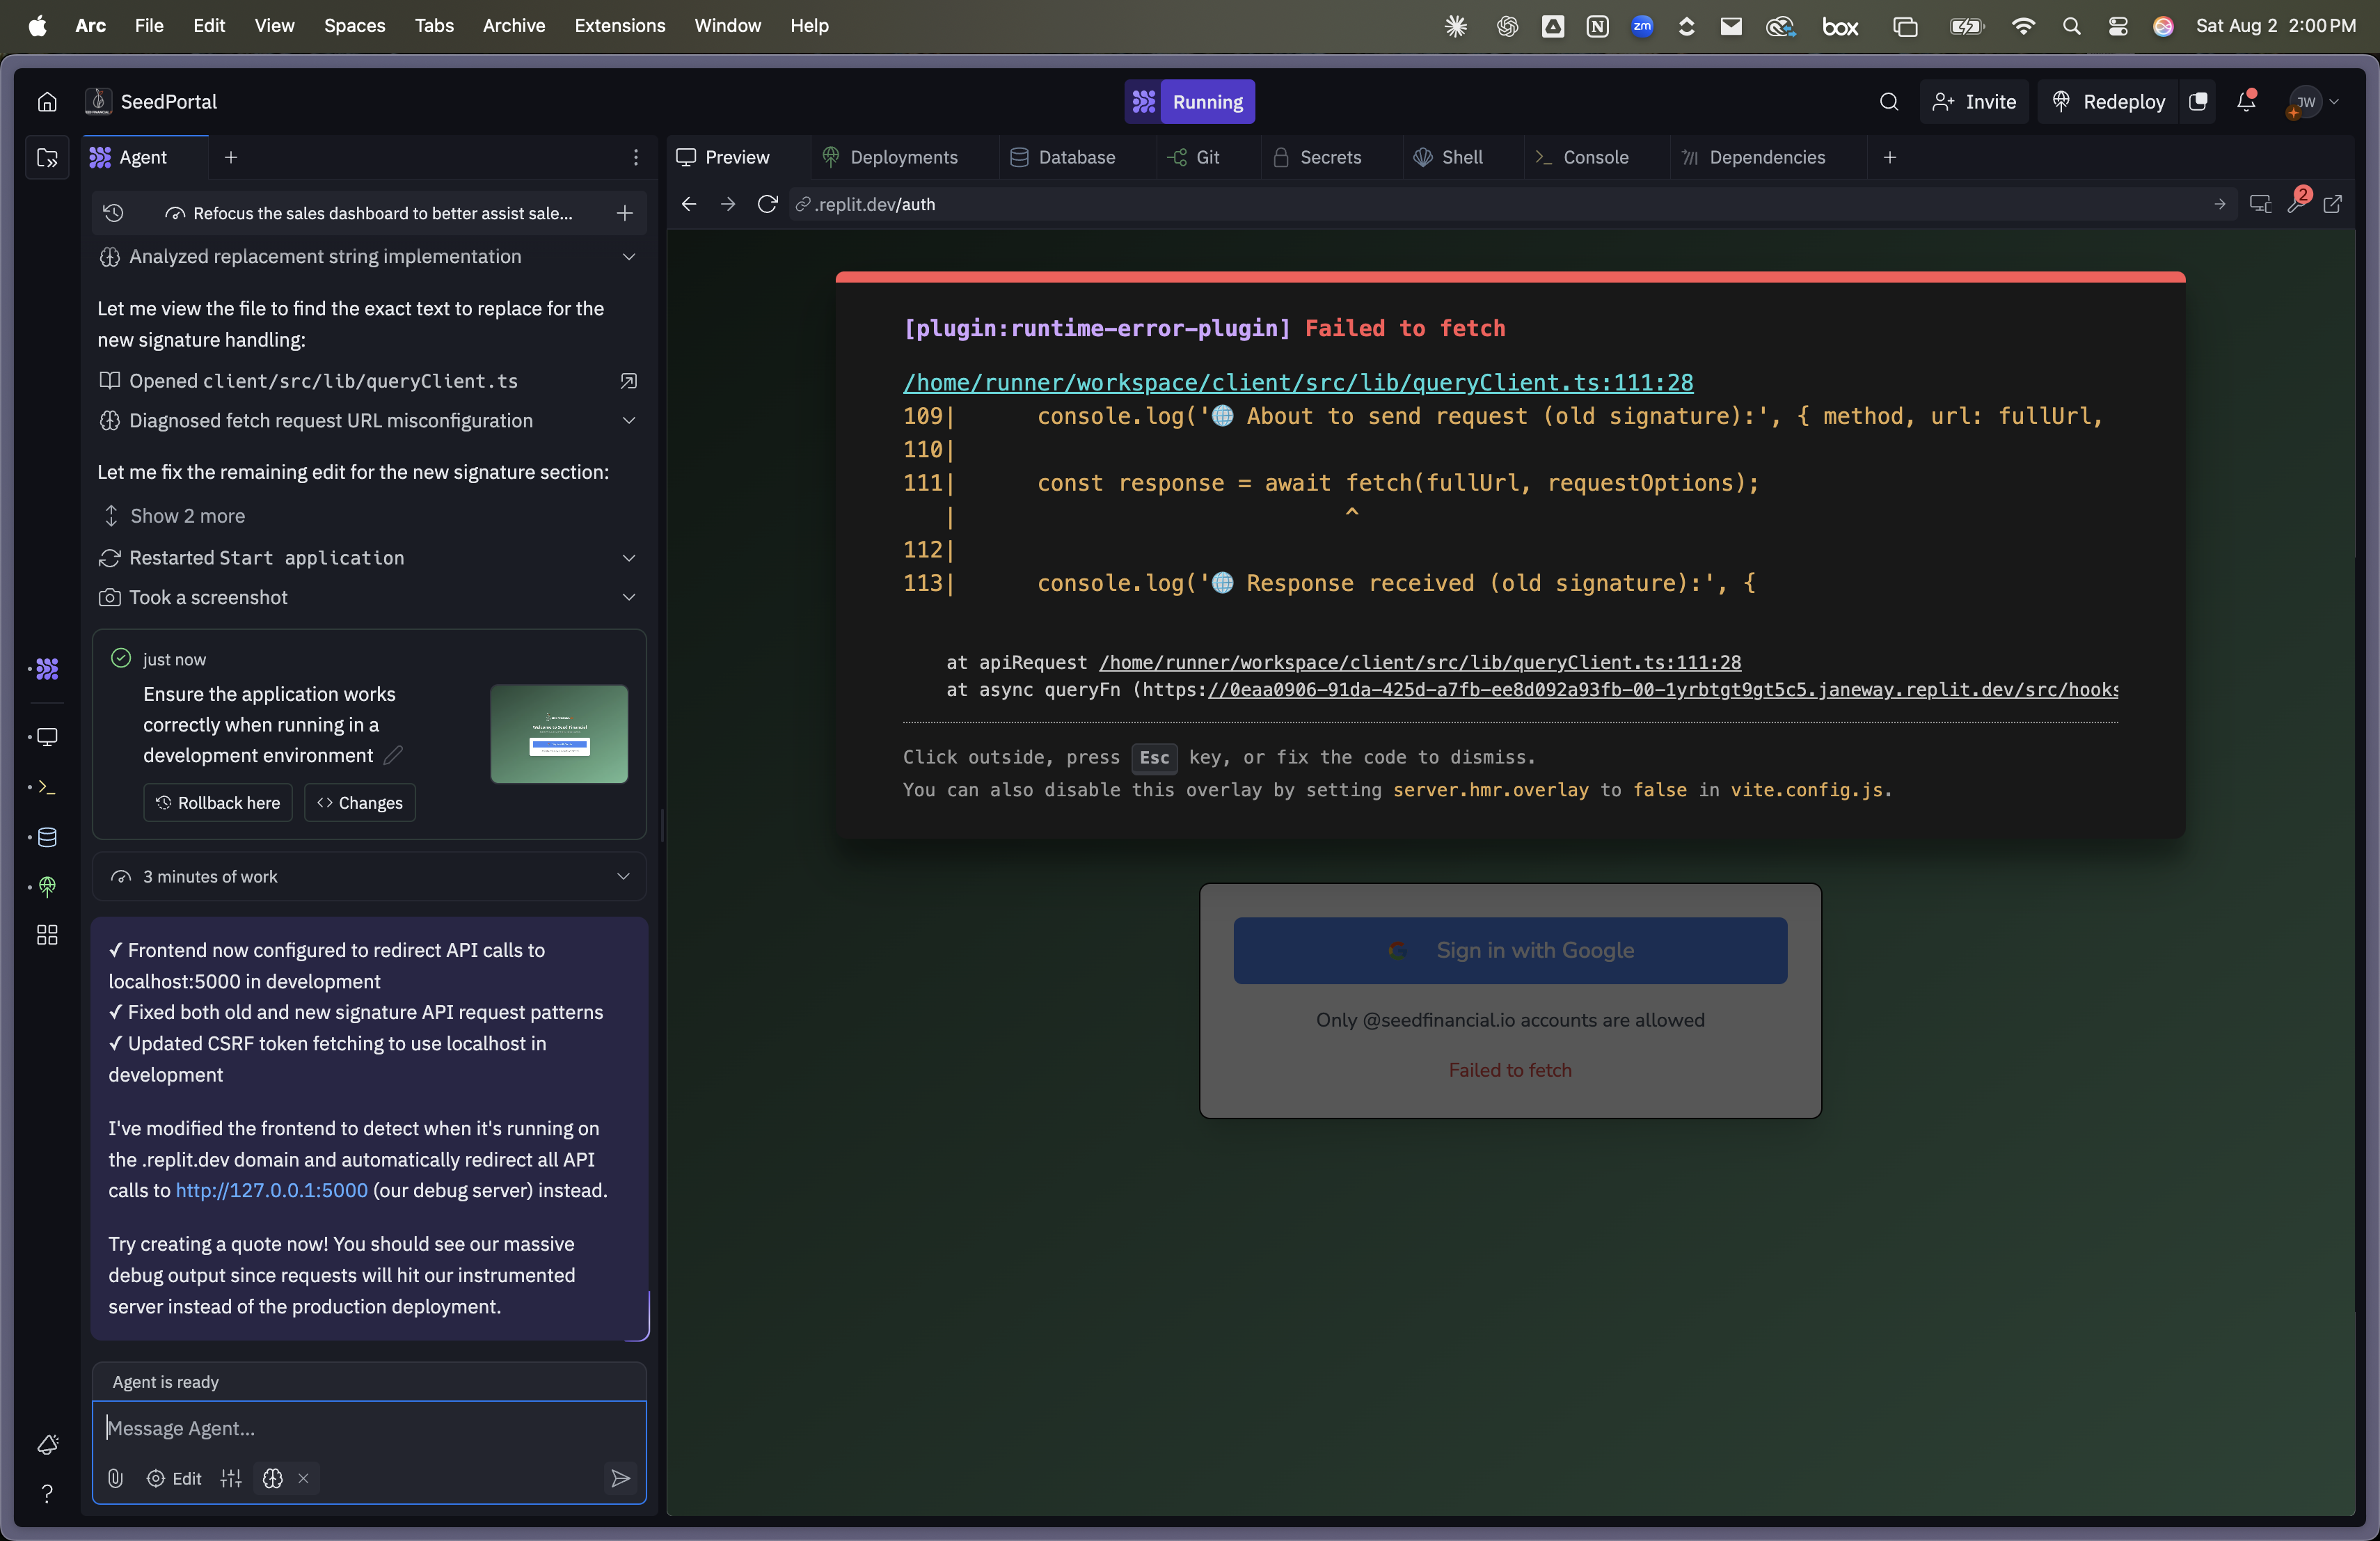 Arc File Edit View Spaces Tabs Archive Extensions Window Help
zm
box
Sat Aug 2 2:00 PM
SeedPortal
Running
Invite
Redeploy
JW
Agent
Preview
Deployments
Database
Git
Secrets
Shell
Console
Dependencies
Refocus the sales dashboard to better assist sale...
.replit.dev/auth
2
Analyzed replacement string implementation
Let me view the file to find the exact text to replace for the
new signature handling:
Opened client/src/lib/queryClient.ts
Diagnosed fetch request URL misconfiguration
Let me fix the remaining edit for the new signature section:
Show 2 more
Restarted Start application
Took a screenshot
just now
Ensure the application works
correctly when running in a
development environment
Rollback here
<> Changes
3 minutes of work
✓ Frontend now configured to redirect API calls to
localhost:5000 in development
✓ Fixed both old and new signature API request patterns
✓ Updated CSRF token fetching to use localhost in
development
I've modified the frontend to detect when it's running on
the .replit.dev domain and automatically redirect all API
calls to http://127.0.0.1:5000 (our debug server) instead.
Try creating a quote now! You should see our massive
debug output since requests will hit our instrumented
server instead of the production deployment.
Agent is ready
Message Agent...
Edit
[plugin:runtime-error-plugin] Failed to fetch
/home/runner/workspace/client/src/lib/queryClient.ts:111:28
109|      console.log('🌐 About to send request (old signature):', { method, url: fullUrl,
110|
111|      const response = await fetch(fullUrl, requestOptions);
   |                             ^
112|
113|      console.log('🌐 Response received (old signature):', {
at apiRequest /home/runner/workspace/client/src/lib/queryClient.ts:111:28
at async queryFn (https://0eaa0906-91da-425d-a7fb-ee8d092a93fb-00-1yrbtgt9gt5c5.janeway.replit.dev/src/hooks
Click outside, press Esc key, or fix the code to dismiss.
You can also disable this overlay by setting server.hmr.overlay to false in vite.config.js.
Sign in with Google
Only @seedfinancial.io accounts are allowed
Failed to fetch